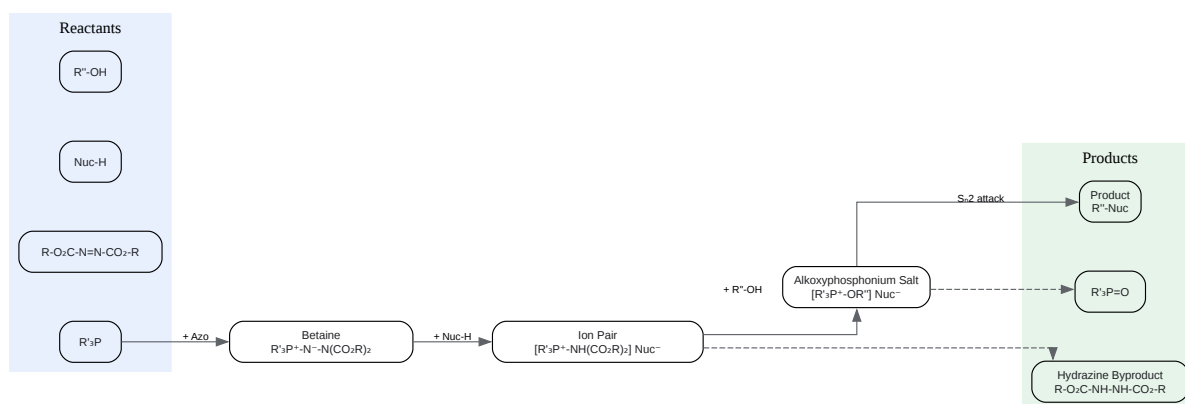 Reactants
R''-OH
Nuc-H
R-O₂C-N=N-CO₂-R
R'₃P
+ Azo
Betaine
R'₃P⁺-N⁻-N(CO₂R)₂
+ Nuc-H
Ion Pair
[R'₃P⁺-NH(CO₂R)₂] Nuc⁻
+ R''-OH
Alkoxyphosphonium Salt
[R'₃P⁺-OR''] Nuc⁻
Sₙ2 attack
Products
Product
R''-Nuc
R'₃P=O
Hydrazine Byproduct
R-O₂C-NH-NH-CO₂-R